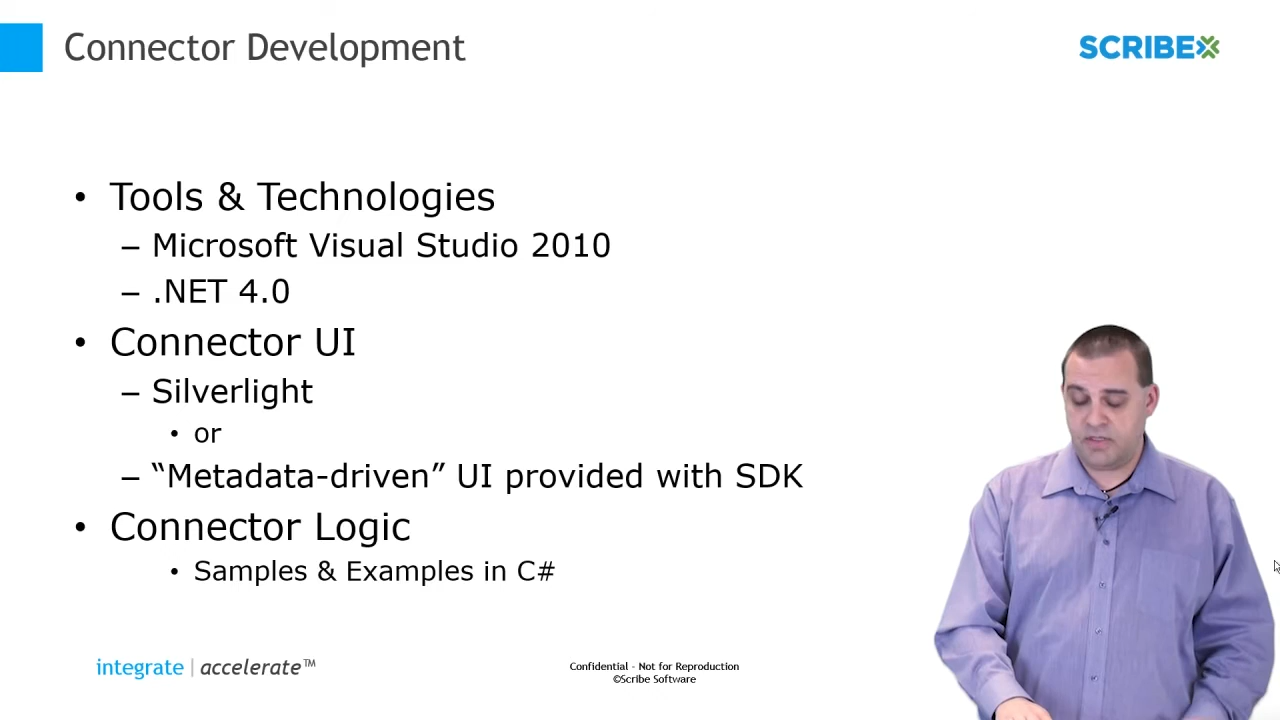 Connector Development
SCRIBE
• Tools & Technologies
– Microsoft Visual Studio 2010
– .NET 4.0
• Connector UI
– Silverlight
• or
– “Metadata-driven” UI provided with SDK
• Connector Logic
• Samples & Examples in C#
integrate | accelerate™
Confidential - Not for Reproduction
©Scribe Software